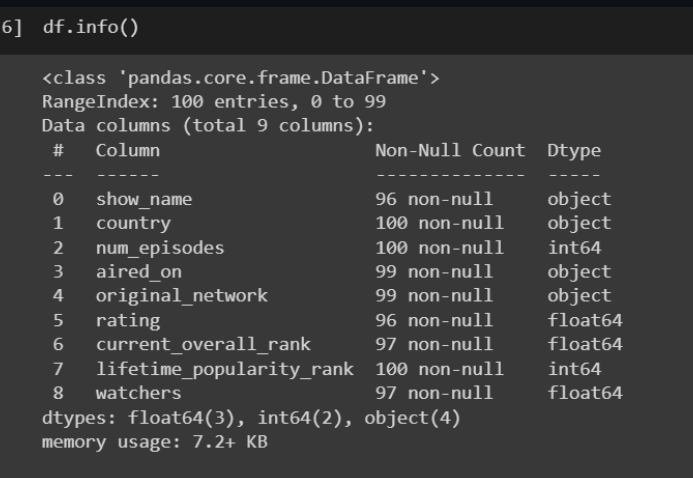 6] df.info()
<class 'pandas.core.frame.DataFrame'>
RangeIndex: 100 entries, 0 to 99
Data columns (total 9 columns):
 #   Column                    Non-Null Count  Dtype
---  ------                    --------------  -----
 0   show_name                 96 non-null     object
 1   country                   100 non-null    object
 2   num_episodes              100 non-null    int64
 3   aired_on                  99 non-null     object
 4   original_network          99 non-null     object
 5   rating                    96 non-null     float64
 6   current_overall_rank      97 non-null     float64
 7   lifetime_popularity_rank  100 non-null    int64
 8   watchers                  97 non-null     float64
dtypes: float64(3), int64(2), object(4)
memory usage: 7.2+ KB